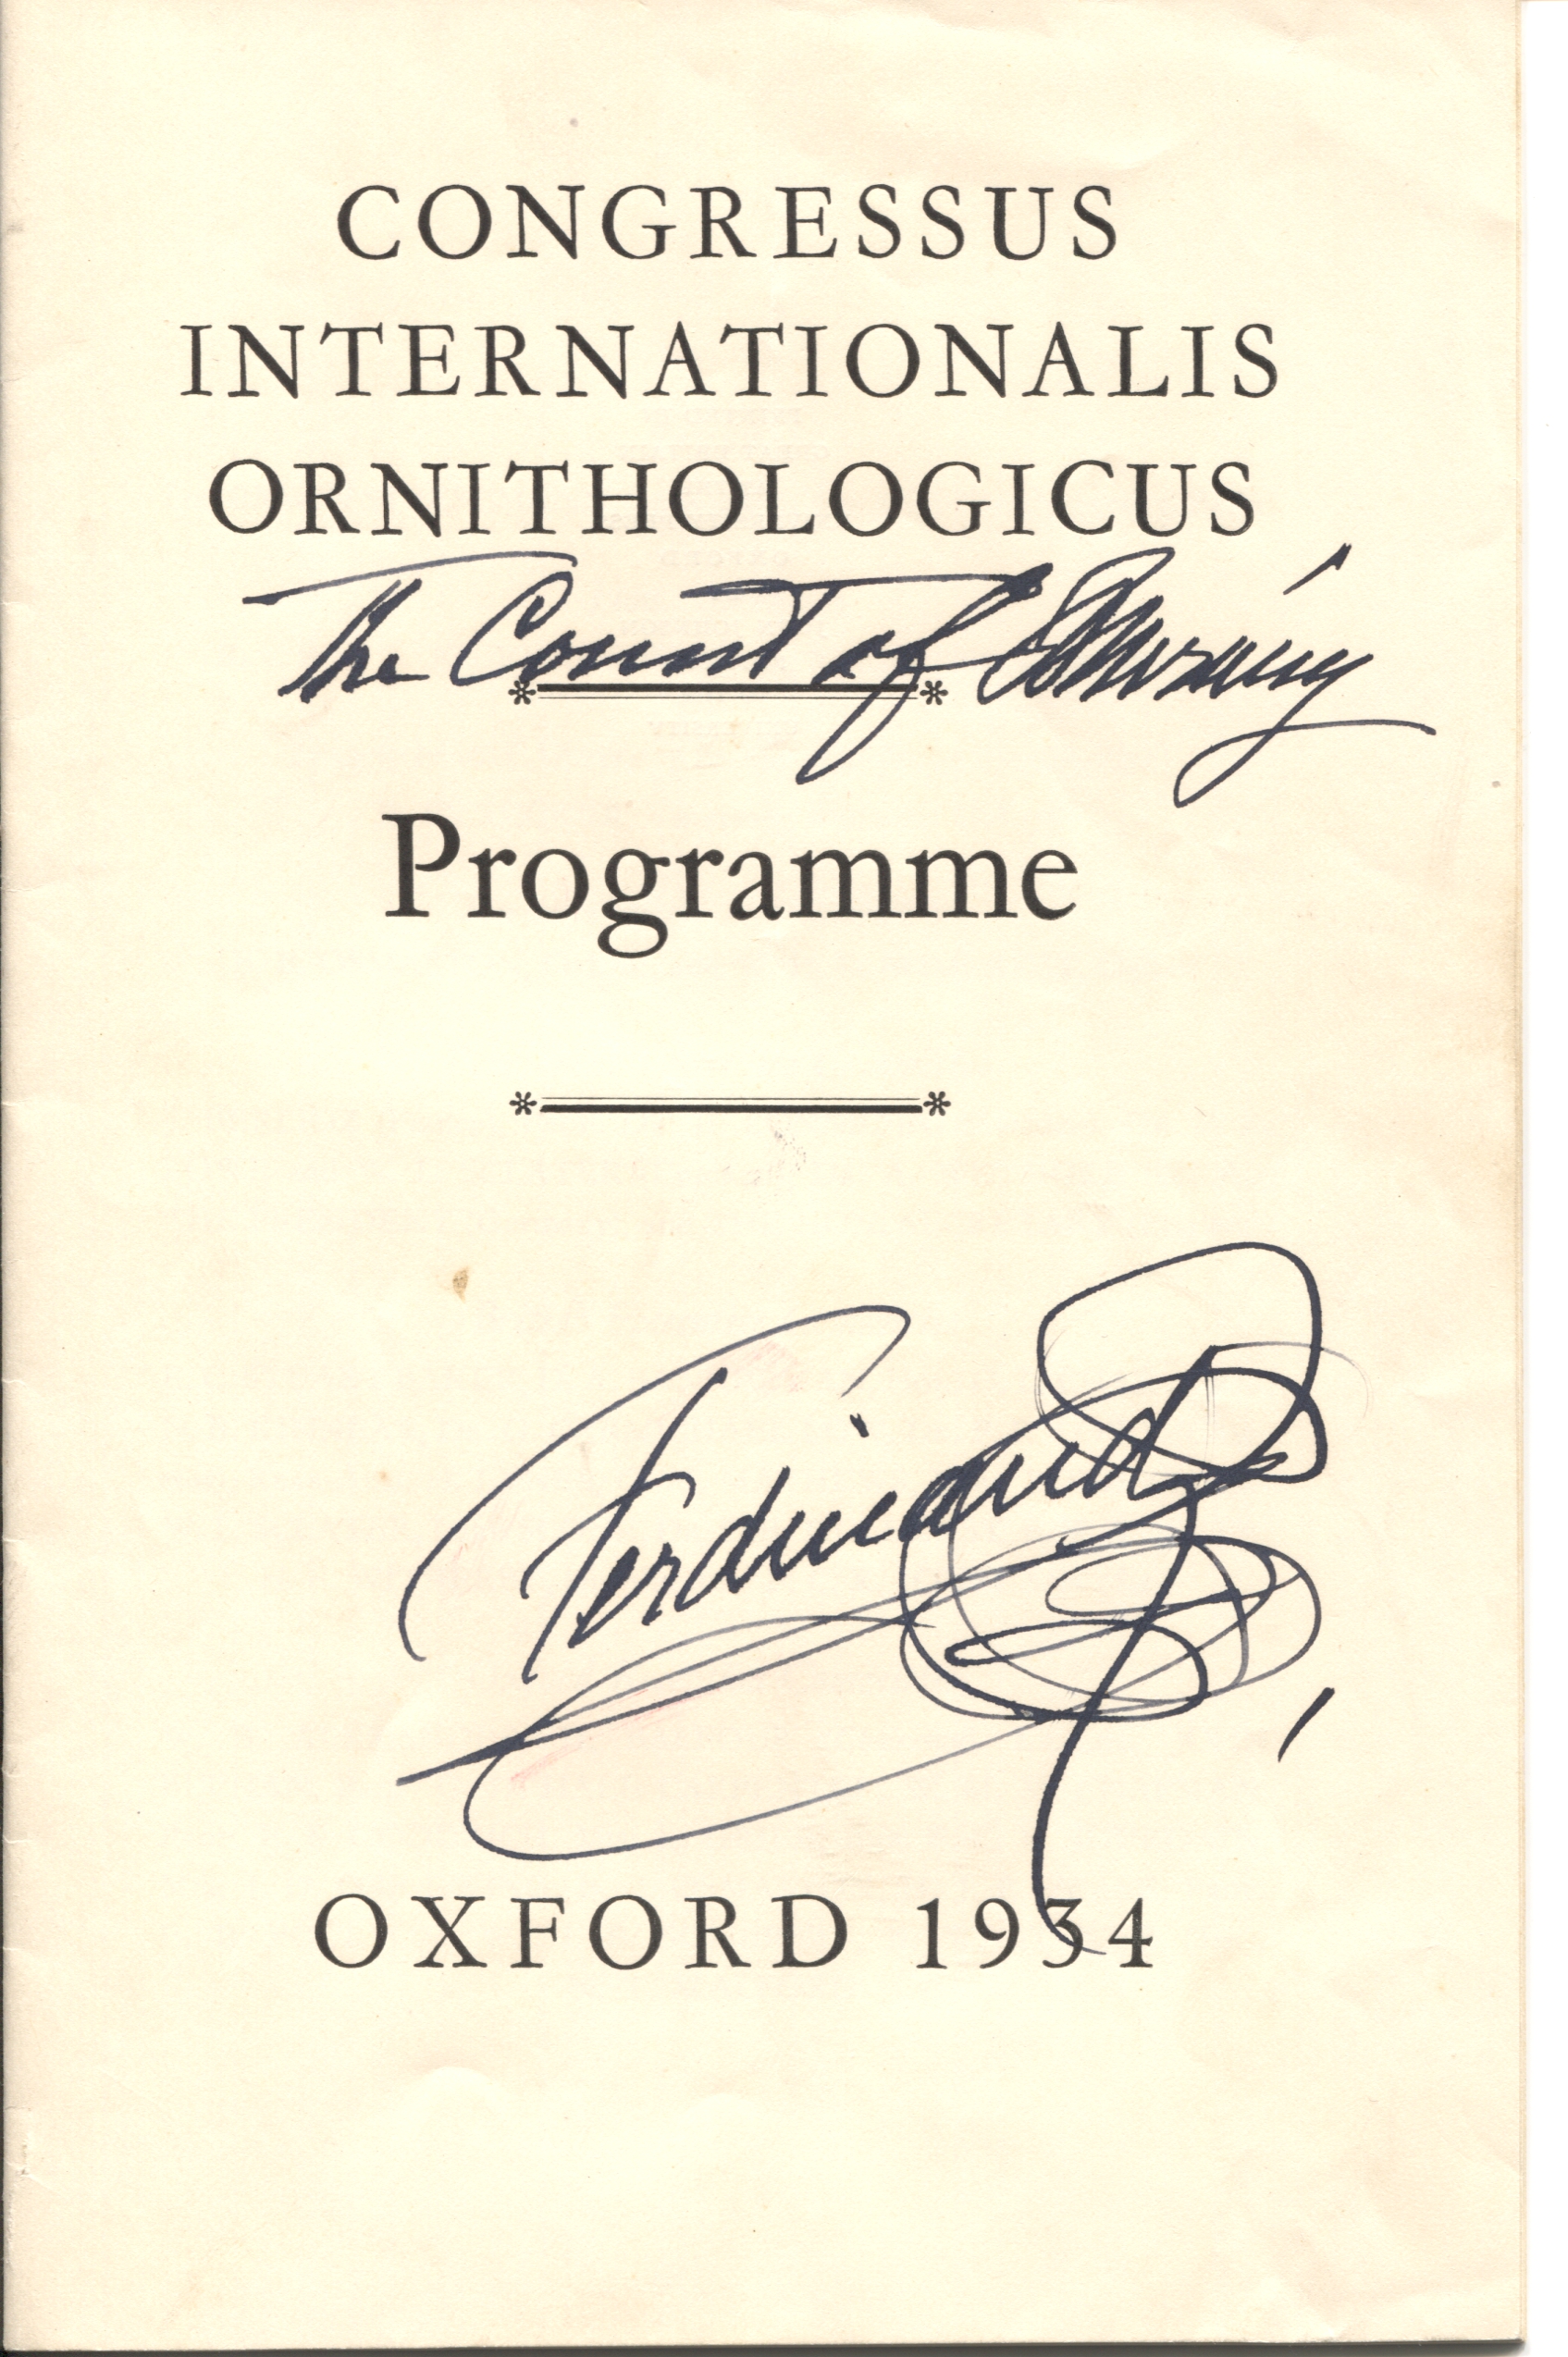 CONGRESSUS
INTERNATIONALIS
ORNITHOLOGICUS
The Count of
Programme
Ferdinand
OXFORD 1934